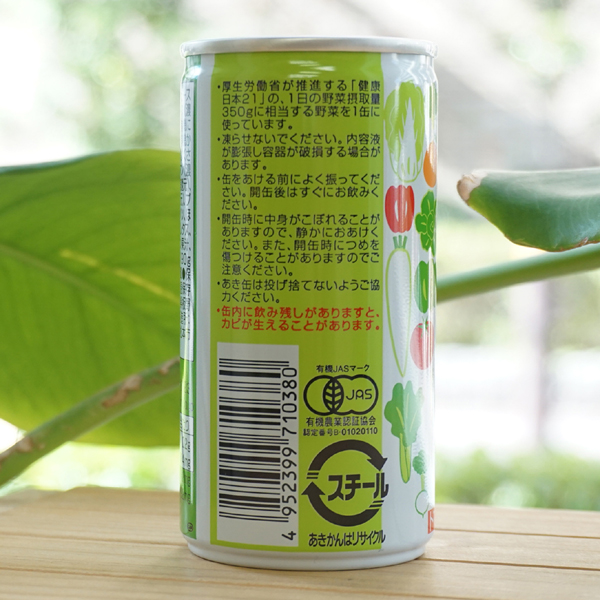 ・厚生労働省が推進する「健康
日本21」の、1日の野菜摂取量
350gに相当する野菜を1缶に
使っています。
・凍らせないでください。内容液
が膨張し容器が破損する場合が
あります。
・缶をあける前によく振ってくだ
さい。開缶後はすぐにお飲みく
ださい。
・開缶時に中身がこぼれることが
ありますので、静かにおあけく
ださい。また、開缶時につめを
傷つけることがありますのでご
注意ください。
・あき缶は投げ捨てないようご協
力ください。
・缶内に飲み残しがありますと、
カビが生えることがあります。
4952399710380
有機JASマーク
JAS
有機農業認証協会
認定番号B-01020110
スチール
あきかんはリサイクル